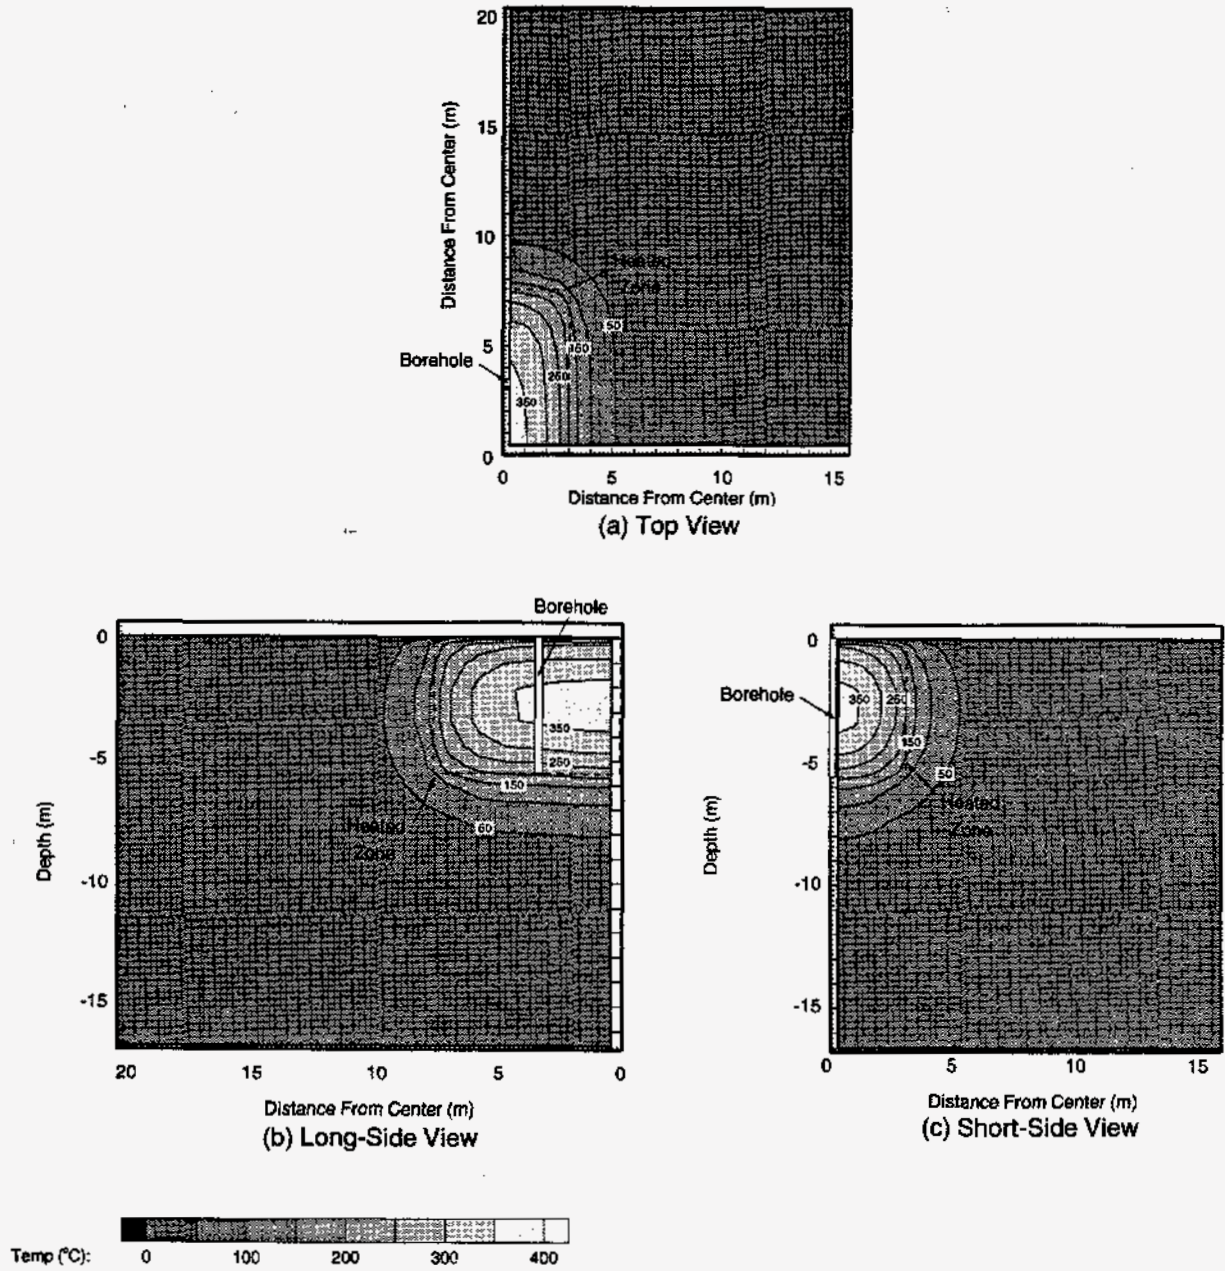 20
15
10
5
0
Distance From Center (m)
Heated
Zone
50
150
250
350
Borehole
0
5
10
15
Distance From Center (m)
(a) Top View
Borehole
0
-5
-10
-15
Depth (m)
350
250
150
50
Heated
Zone
20
15
10
5
0
Distance From Center (m)
(b) Long-Side View
Borehole
0
-5
-10
-15
Depth (m)
350
250
150
50
Heated
Zone
0
5
10
15
Distance From Center (m)
(c) Short-Side View
Temp (°C):
0
100
200
300
400